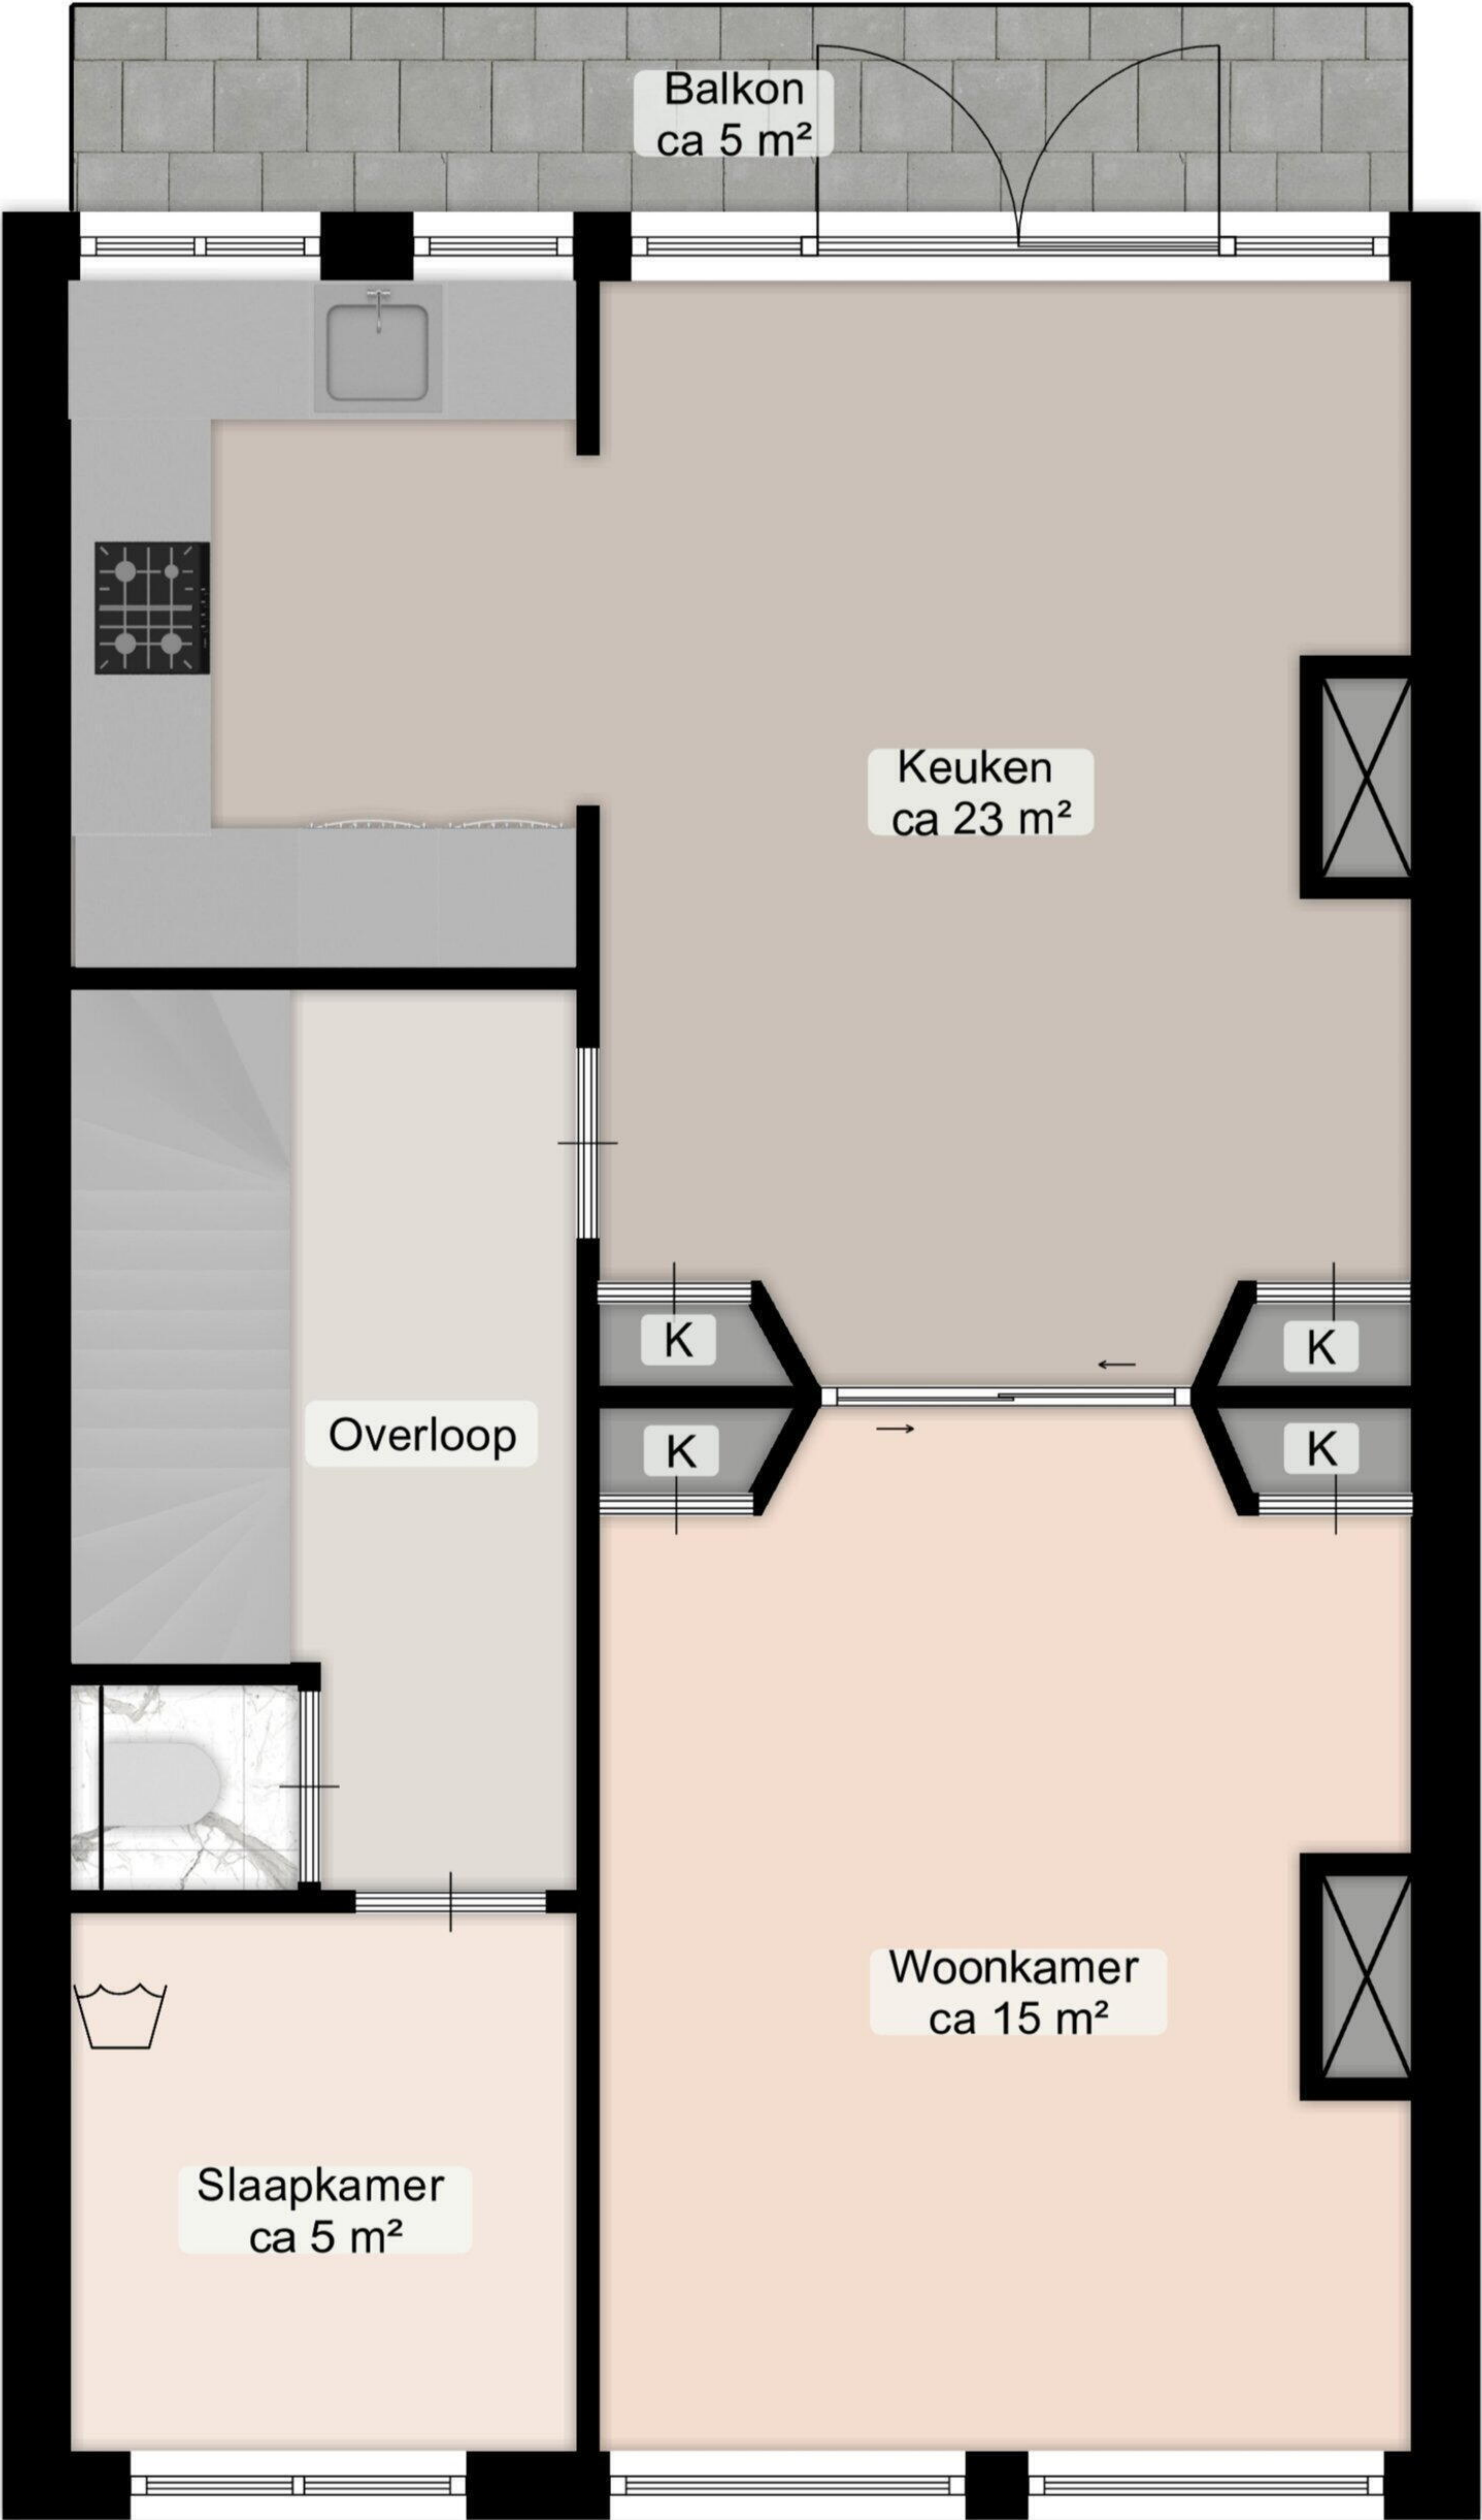 Balkon
ca 5 m²
Keuken
ca 23 m²
K
K
Overloop
K
K
Woonkamer
ca 15 m²
Slaapkamer
ca 5 m²